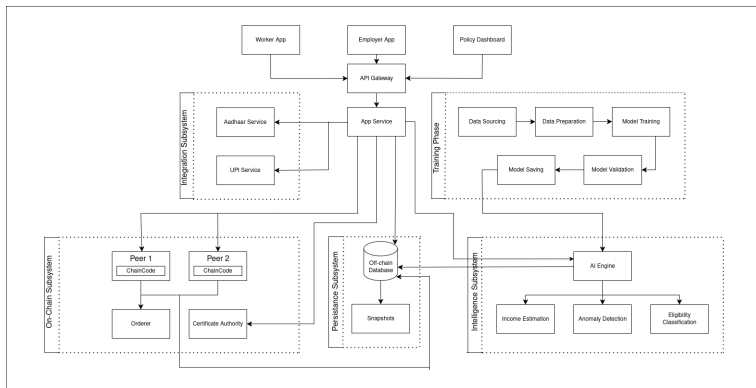 Worker App
Employer App
Policy Dashboard
API Gateway
Integration Subsystem
Aadhaar Service
UPI Service
App Service
Training Phase
Data Sourcing
Data Preparation
Model Training
Model Saving
Model Validation
On-Chain Subsystem
Peer 1
ChainCode
Peer 2
ChainCode
Orderer
Certificate Authority
Persistance Subsystem
Off-chain
Database
Snapshots
Intelligence Subsystem
AI Engine
Income Estimation
Anomaly Detection
Eligibility
Classification